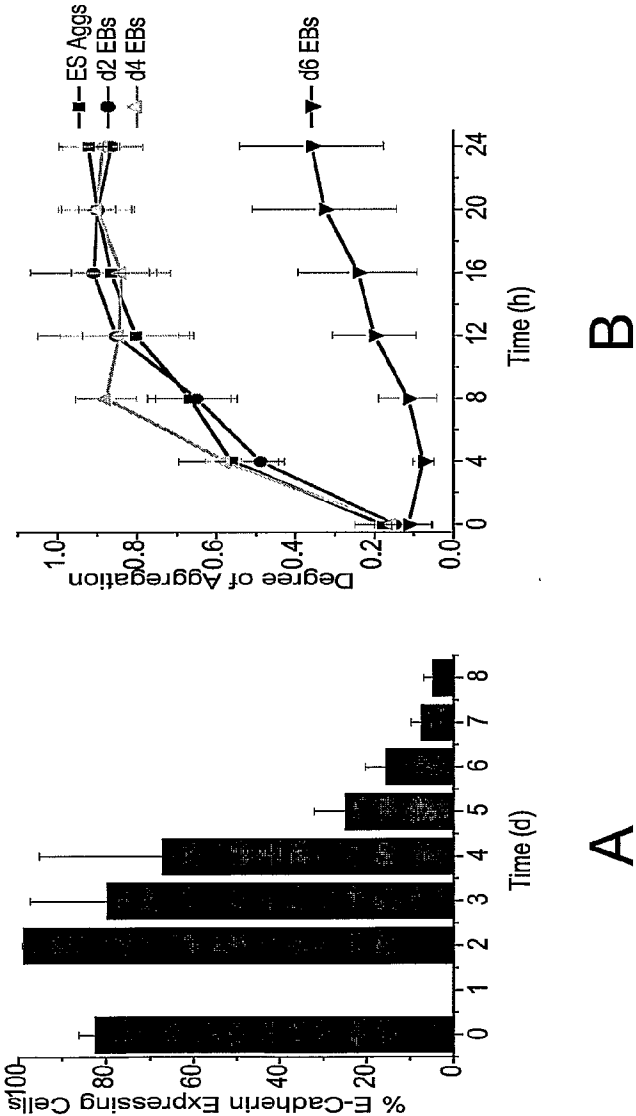 % E-Cadherin Expressing Cells
100
80
60
40
20
0
0 1 2 3 4 5 6 7 8
Time (d)
A
Degree of Aggregation
1.0
0.8
0.6
0.4
0.2
0.0
0 4 8 12 16 20 24
Time (h)
ES Aggs
d2 EBs
d4 EBs
d6 EBs
B